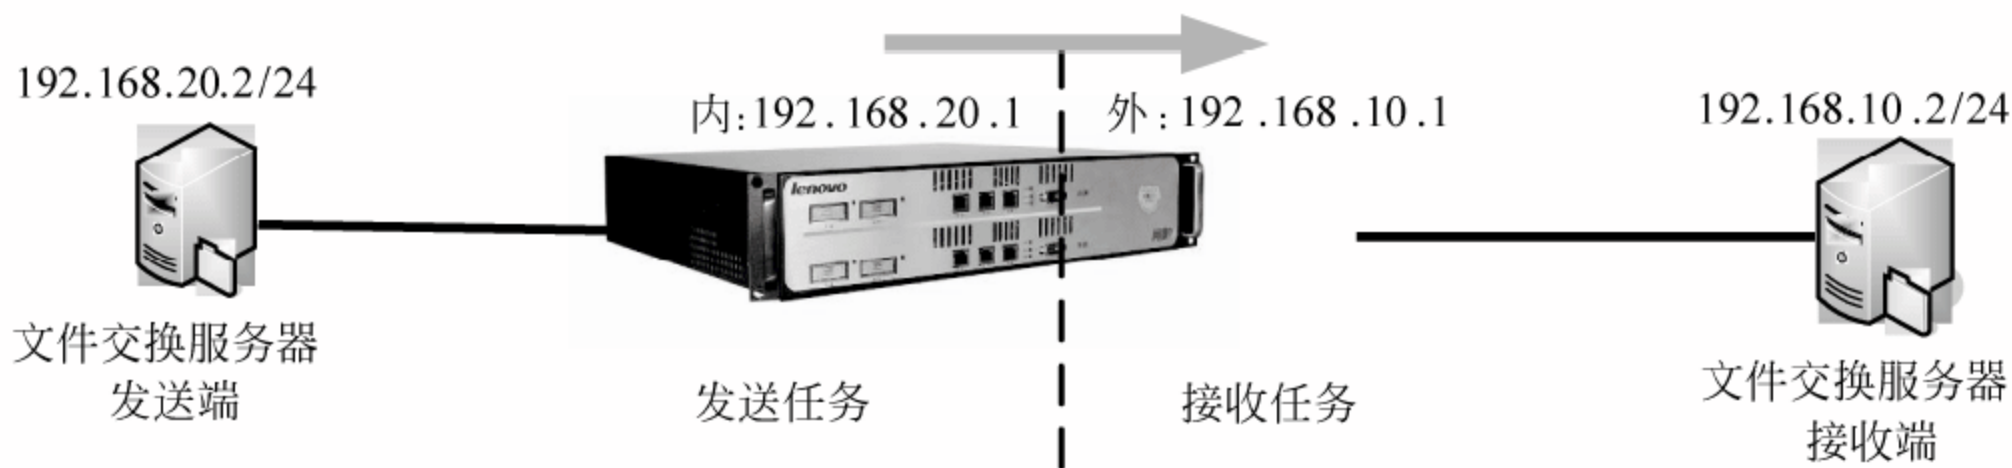 192.168.20.2/24
内:192.168.20.1
外:192.168.10.1
192.168.10.2/24
lenovo
文件交换服务器
发送端
发送任务
接收任务
文件交换服务器
接收端